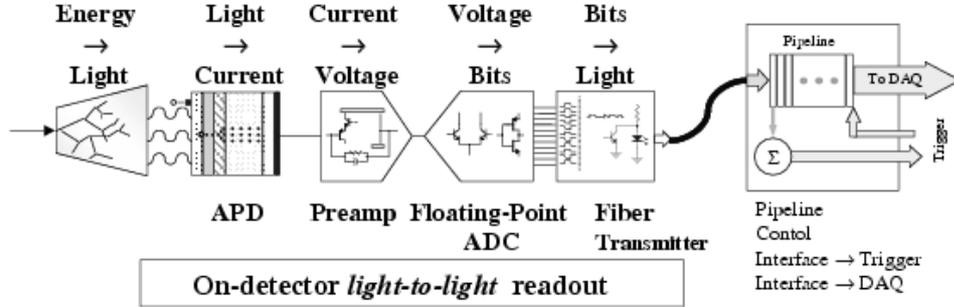 Energy Light Current Voltage Bits
→ → → → →
Light Current Voltage Bits Light
Pipeline
To DAQ
Trigger
Σ
APD Preamp Floating-Point Fiber
ADC Transmitter
Pipeline
Contol
Interface → Trigger
Interface → DAQ
On-detector light-to-light readout